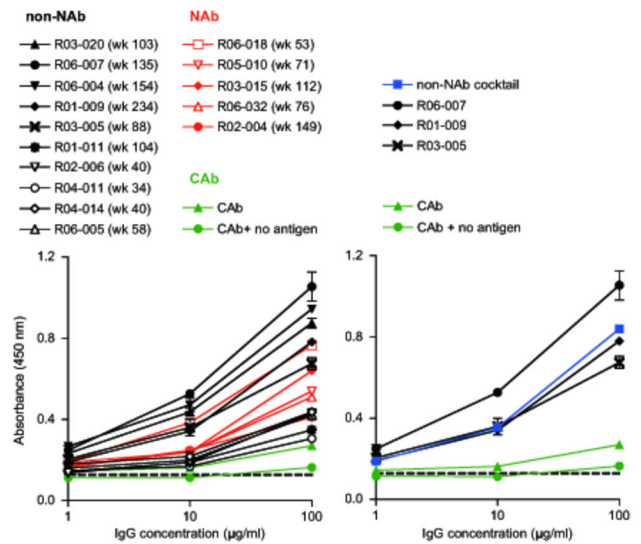 non-NAb
R03-020 (wk 103)
R06-007 (wk 135)
R06-004 (wk 154)
R01-009 (wk 234)
R03-005 (wk 88)
R01-011 (wk 104)
R02-006 (wk 40)
R04-011 (wk 34)
R04-014 (wk 40)
R06-005 (wk 58)
NAb
R06-018 (wk 53)
R05-010 (wk 71)
R03-015 (wk 112)
R06-032 (wk 76)
R02-004 (wk 149)
CAb
CAb
CAb+ no antigen
non-NAb cocktail
R06-007
R01-009
R03-005
CAb
CAb + no antigen
Absorbance (450 nm)
1.2
0.8
0.4
0.0
1 10 100
IgG concentration (µg/ml)
1.2
0.8
0.4
0.0
1 10 100
IgG concentration (µg/ml)